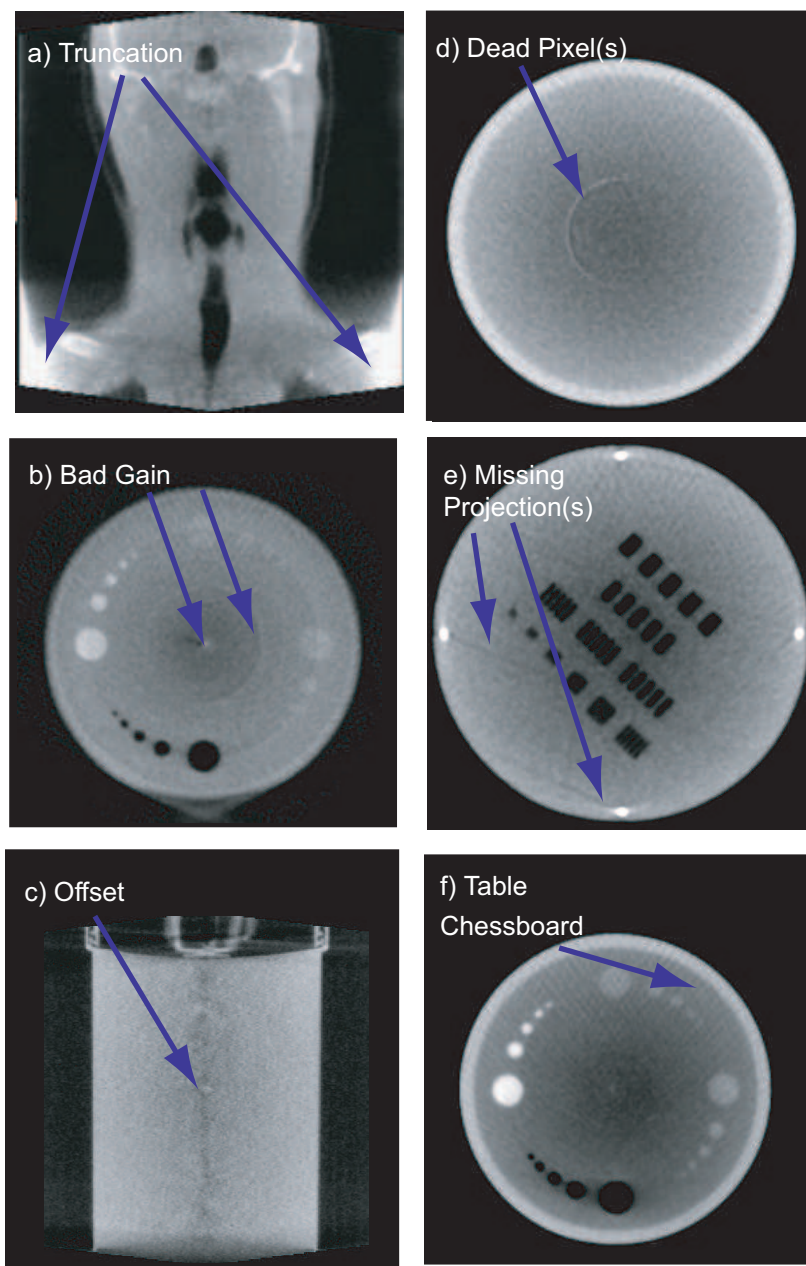 a) Truncation
d) Dead Pixel(s)
b) Bad Gain
e) Missing
Projection(s)
c) Offset
f) Table
Chessboard